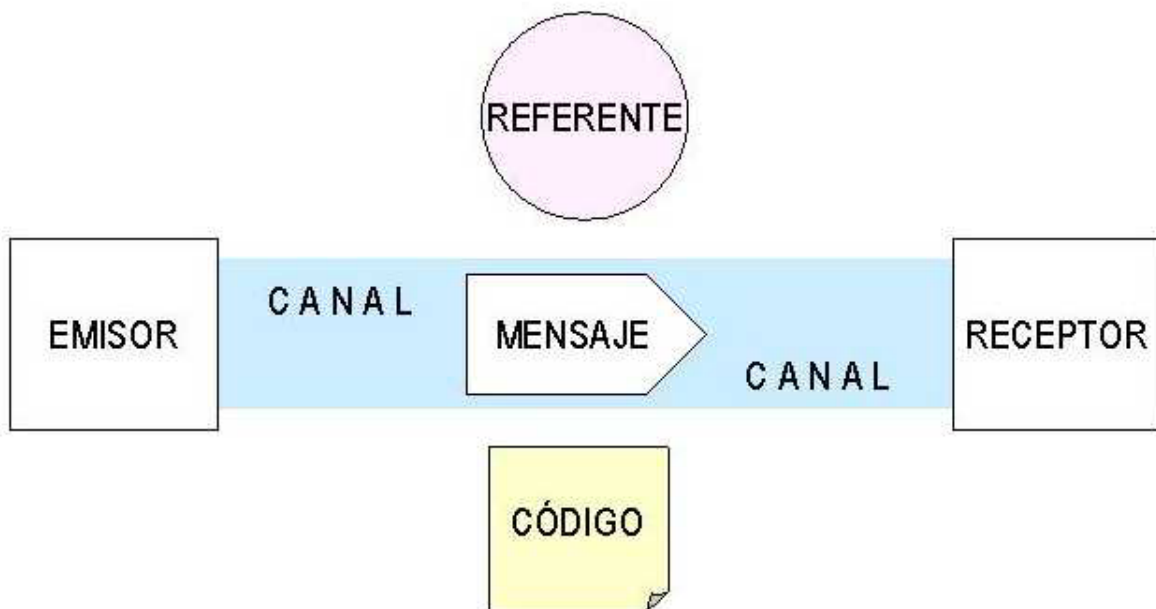 REFERENTE
EMISOR
CANAL
MENSAJE
CANAL
RECEPTOR
CÓDIGO